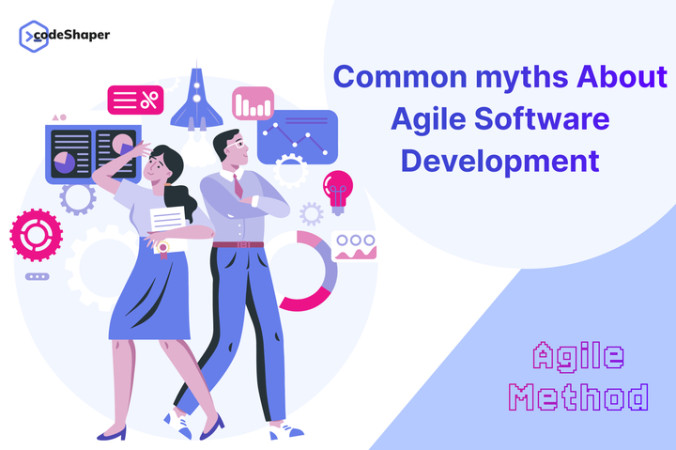 codeShaper
Common myths About
Agile Software
Development
Agile
Method